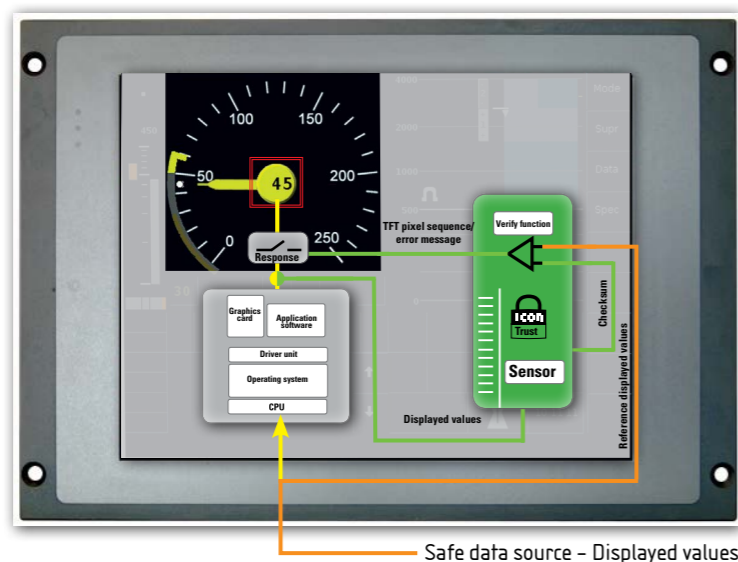 100
150
50
45
200
0
250
Response
Graphics
card
Application
software
Driver unit
Operating system
CPU
TFT pixel sequence/
error message
Verify function
icon
Trust
Sensor
Checksum
Reference displayed values
Displayed values
Safe data source – Displayed values
4000
2000
1000
500
0
450
30
Mode
Supr
Data
Spec